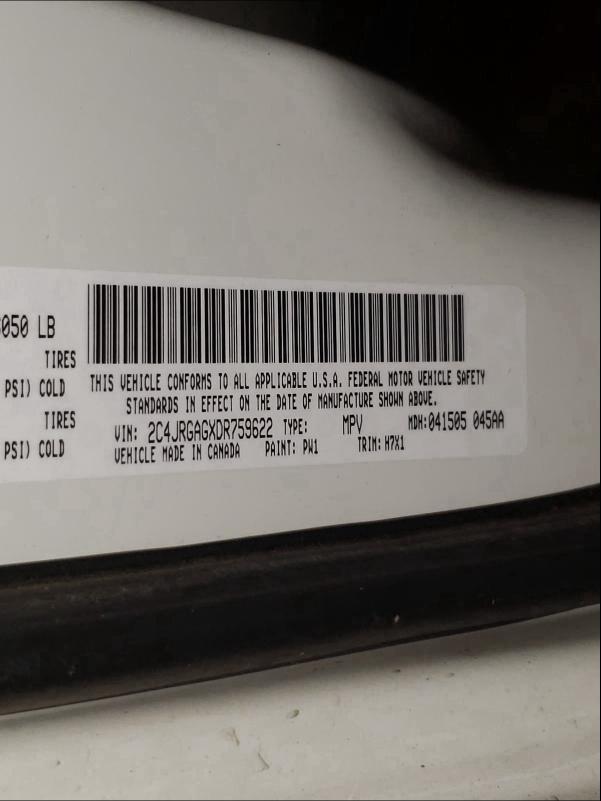 050 LB
TIRES
PSI) COLD
TIRES
PSI) COLD
THIS VEHICLE CONFORMS TO ALL APPLICABLE U.S.A. FEDERAL MOTOR VEHICLE SAFETY
STANDARDS IN EFFECT ON THE DATE OF MANUFACTURE SHOWN ABOVE.
VIN: 2C4JRGAGXDR759622 TYPE: MPV MDH:041505 045AA
VEHICLE MADE IN CANADA PAINT: PW1 TRIM: H7X1